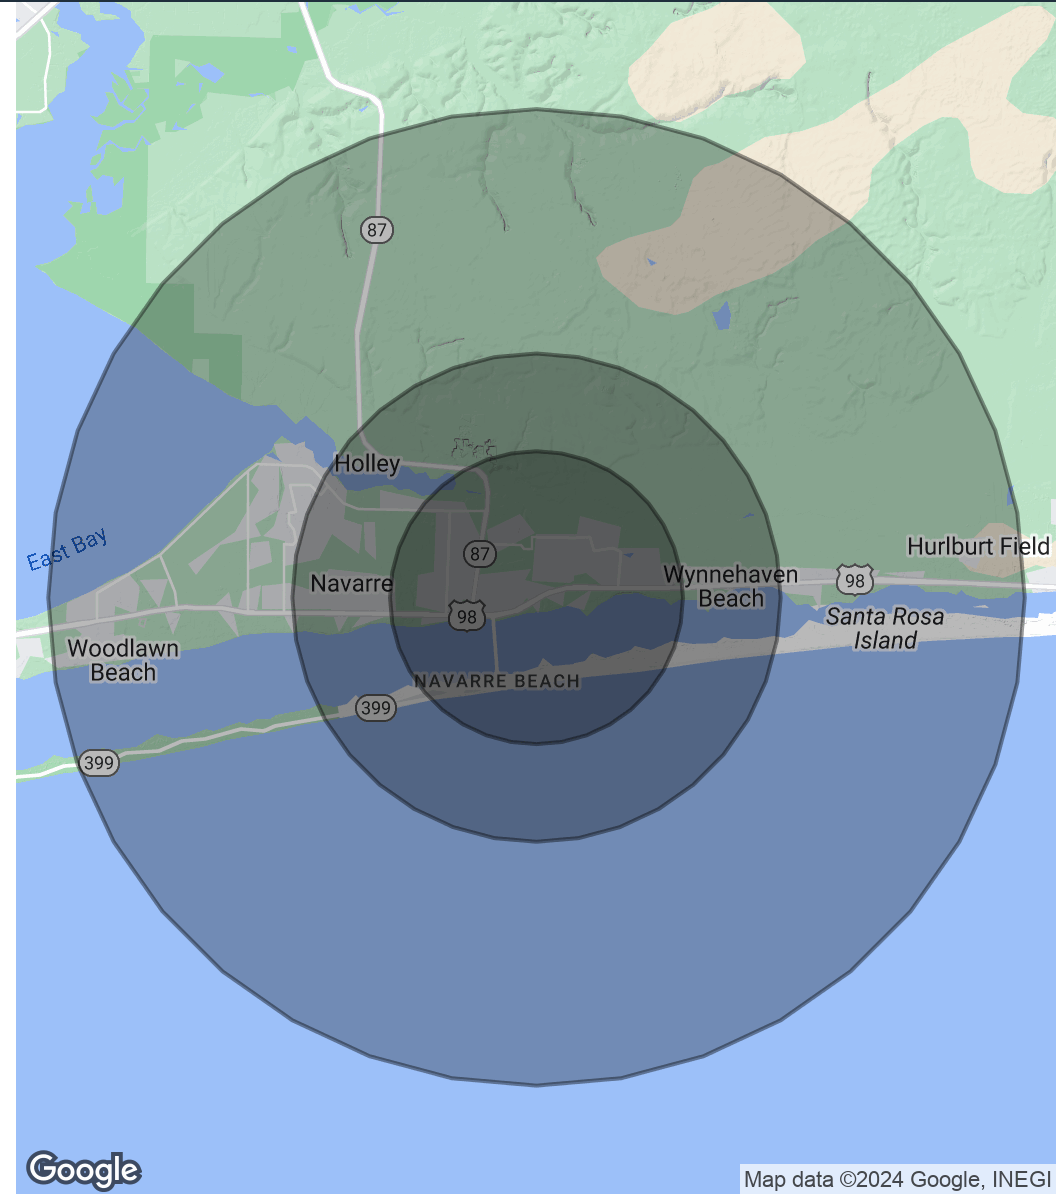 87
Holley
East Bay
Hurlburt Field
87
Navarre
Wynnehaven
Beach
98
98
Santa Rosa
Island
Woodlawn
Beach
NAVARRE BEACH
399
399
Google
Map data ©2024 Google, INEGI